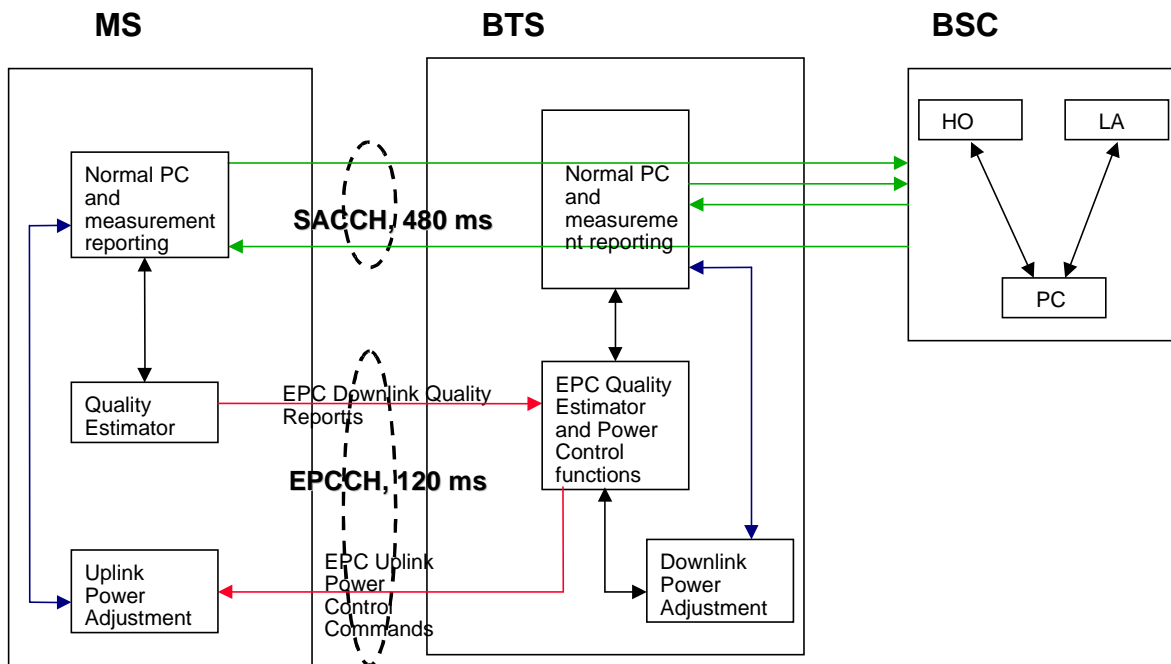 MS
BTS
BSC
HO
LA
Normal PC
and
measurement
reporting
SACCH, 480 ms
Normal PC
and
measureme
nt reporting
PC
Quality
Estimator
EPC Downlink Quality
Reportts
EPC Quality
Estimator
and Power
Control
functions
EPCCH, 120 ms
Uplink
Power
Adjustment
EPC Uplink
Power
Control
Commands
Downlink
Power
Adjustment